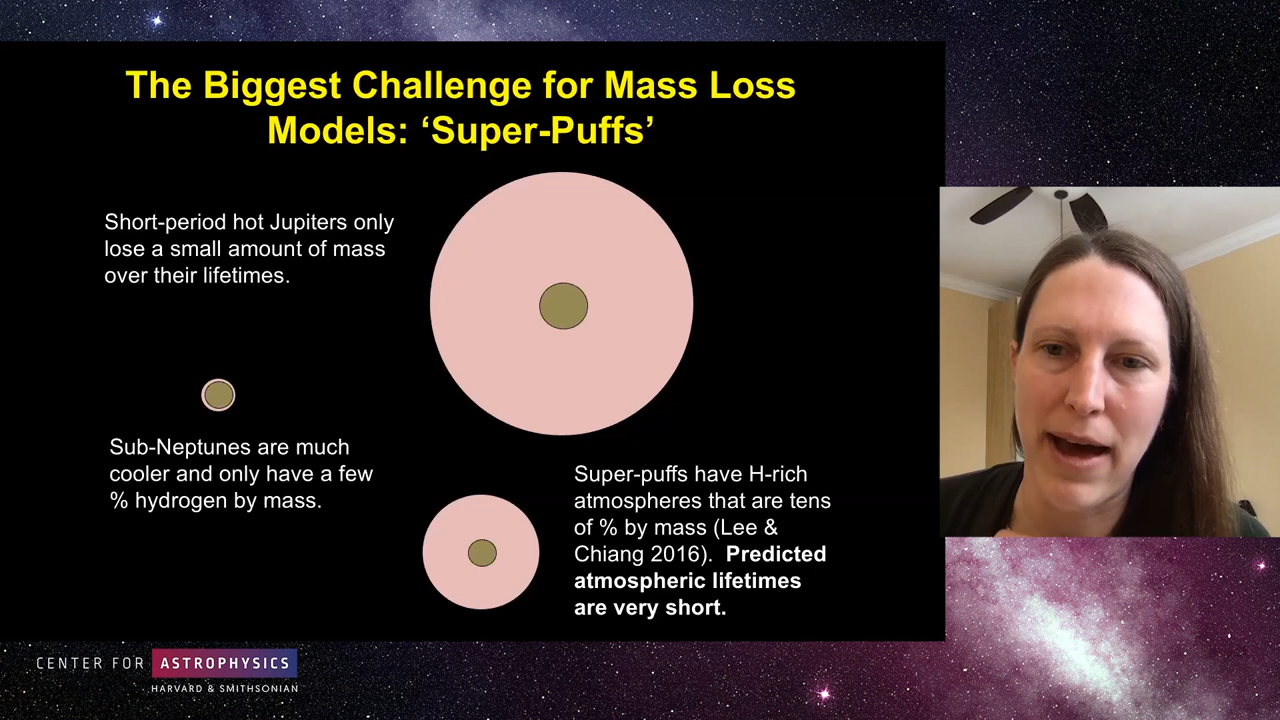 The Biggest Challenge for Mass Loss
Models: ‘Super-Puffs’
Short-period hot Jupiters only
lose a small amount of mass
over their lifetimes.
Sub-Neptunes are much
cooler and only have a few
% hydrogen by mass.
Super-puffs have H-rich
atmospheres that are tens
of % by mass (Lee &
Chiang 2016). Predicted
atmospheric lifetimes
are very short.
CENTER FOR ASTROPHYSICS
HARVARD & SMITHSONIAN